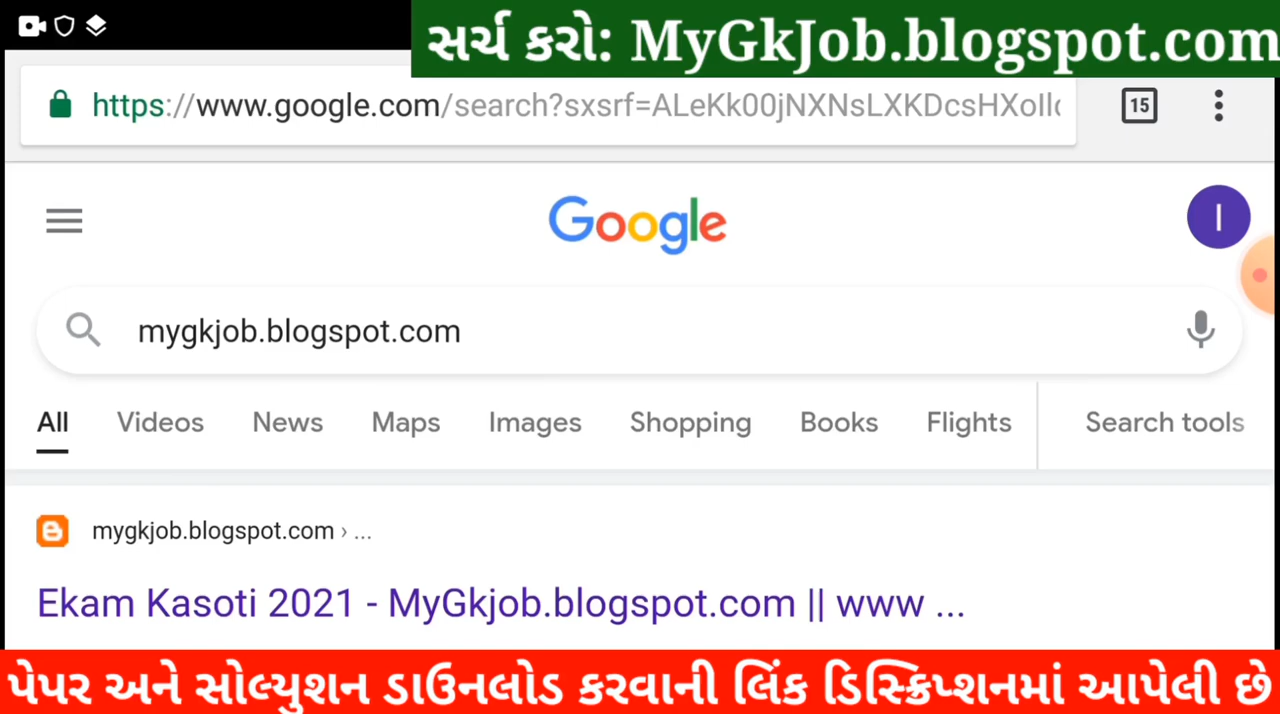 સર્ચ કરો: MyGkJob.blogspot.com
https://www.google.com/search?sxsrf=ALeKk00jNXNsLXKDcsHXoIlc
15
Google
I
mygkjob.blogspot.com
All Videos News Maps Images Shopping Books Flights Search tools
mygkjob.blogspot.com › ...
Ekam Kasoti 2021 - MyGkjob.blogspot.com || www ...
પેપર અને સોલ્યુશન ડાઉનલોડ કરવાની લિંક ડિસ્ક્રિપ્શનમાં આપેલી છે